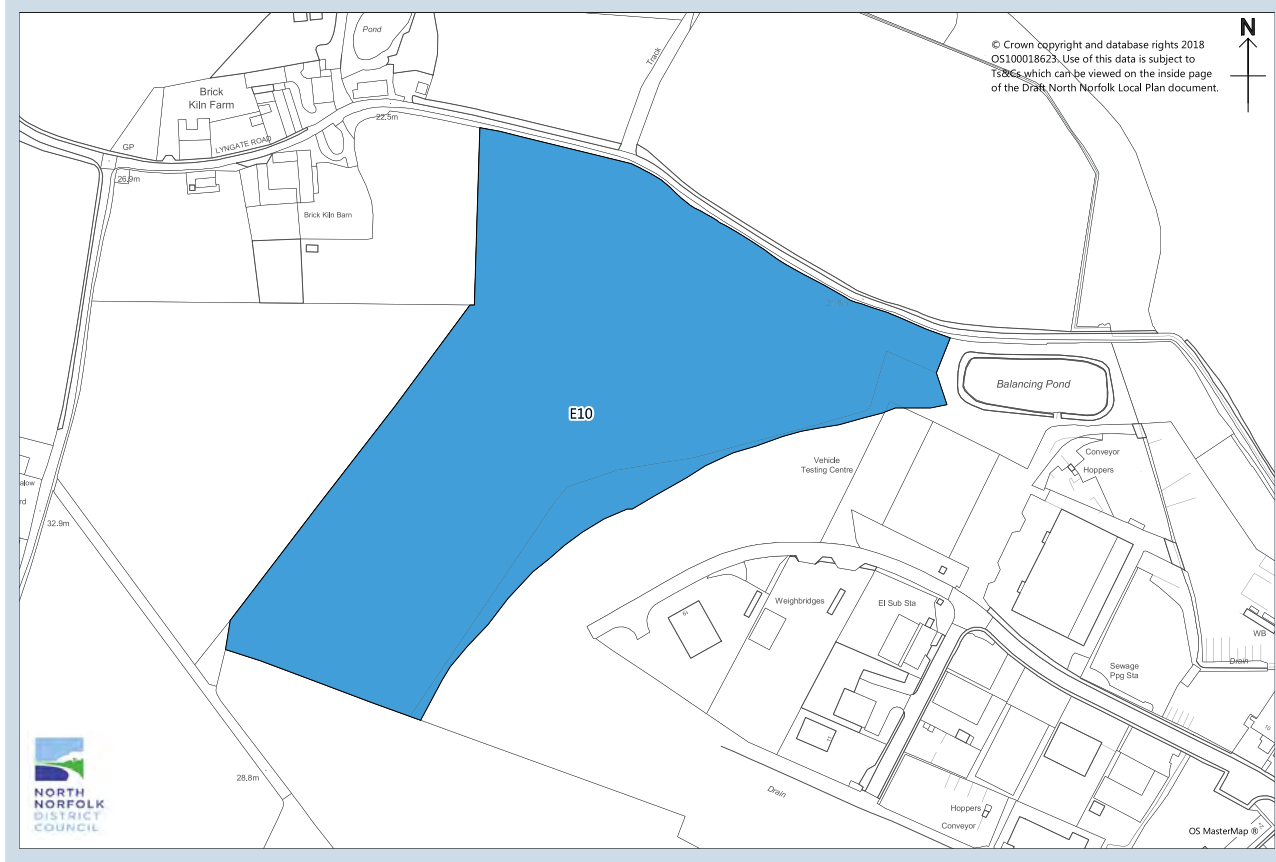 Pond
Track
N
© Crown copyright and database rights 2018
OS100018623. Use of this data is subject to
Ts&Cs which can be viewed on the inside page
of the Draft North Norfolk Local Plan document.
Brick
Kiln Farm
22.5m
GP
LYNGATE ROAD
26.9m
Brick Kiln Barn
Balancing Pond
E10
Conveyor
Hoppers
Vehicle
Testing Centre
32.9m
Weighbridges
El Sub Sta
WB
Drain
Sewage
Ppg Sta
28.8m
Drain
Hoppers
Conveyor
NORTH
NORFOLK
DISTRICT
COUNCIL
OS MasterMap ®